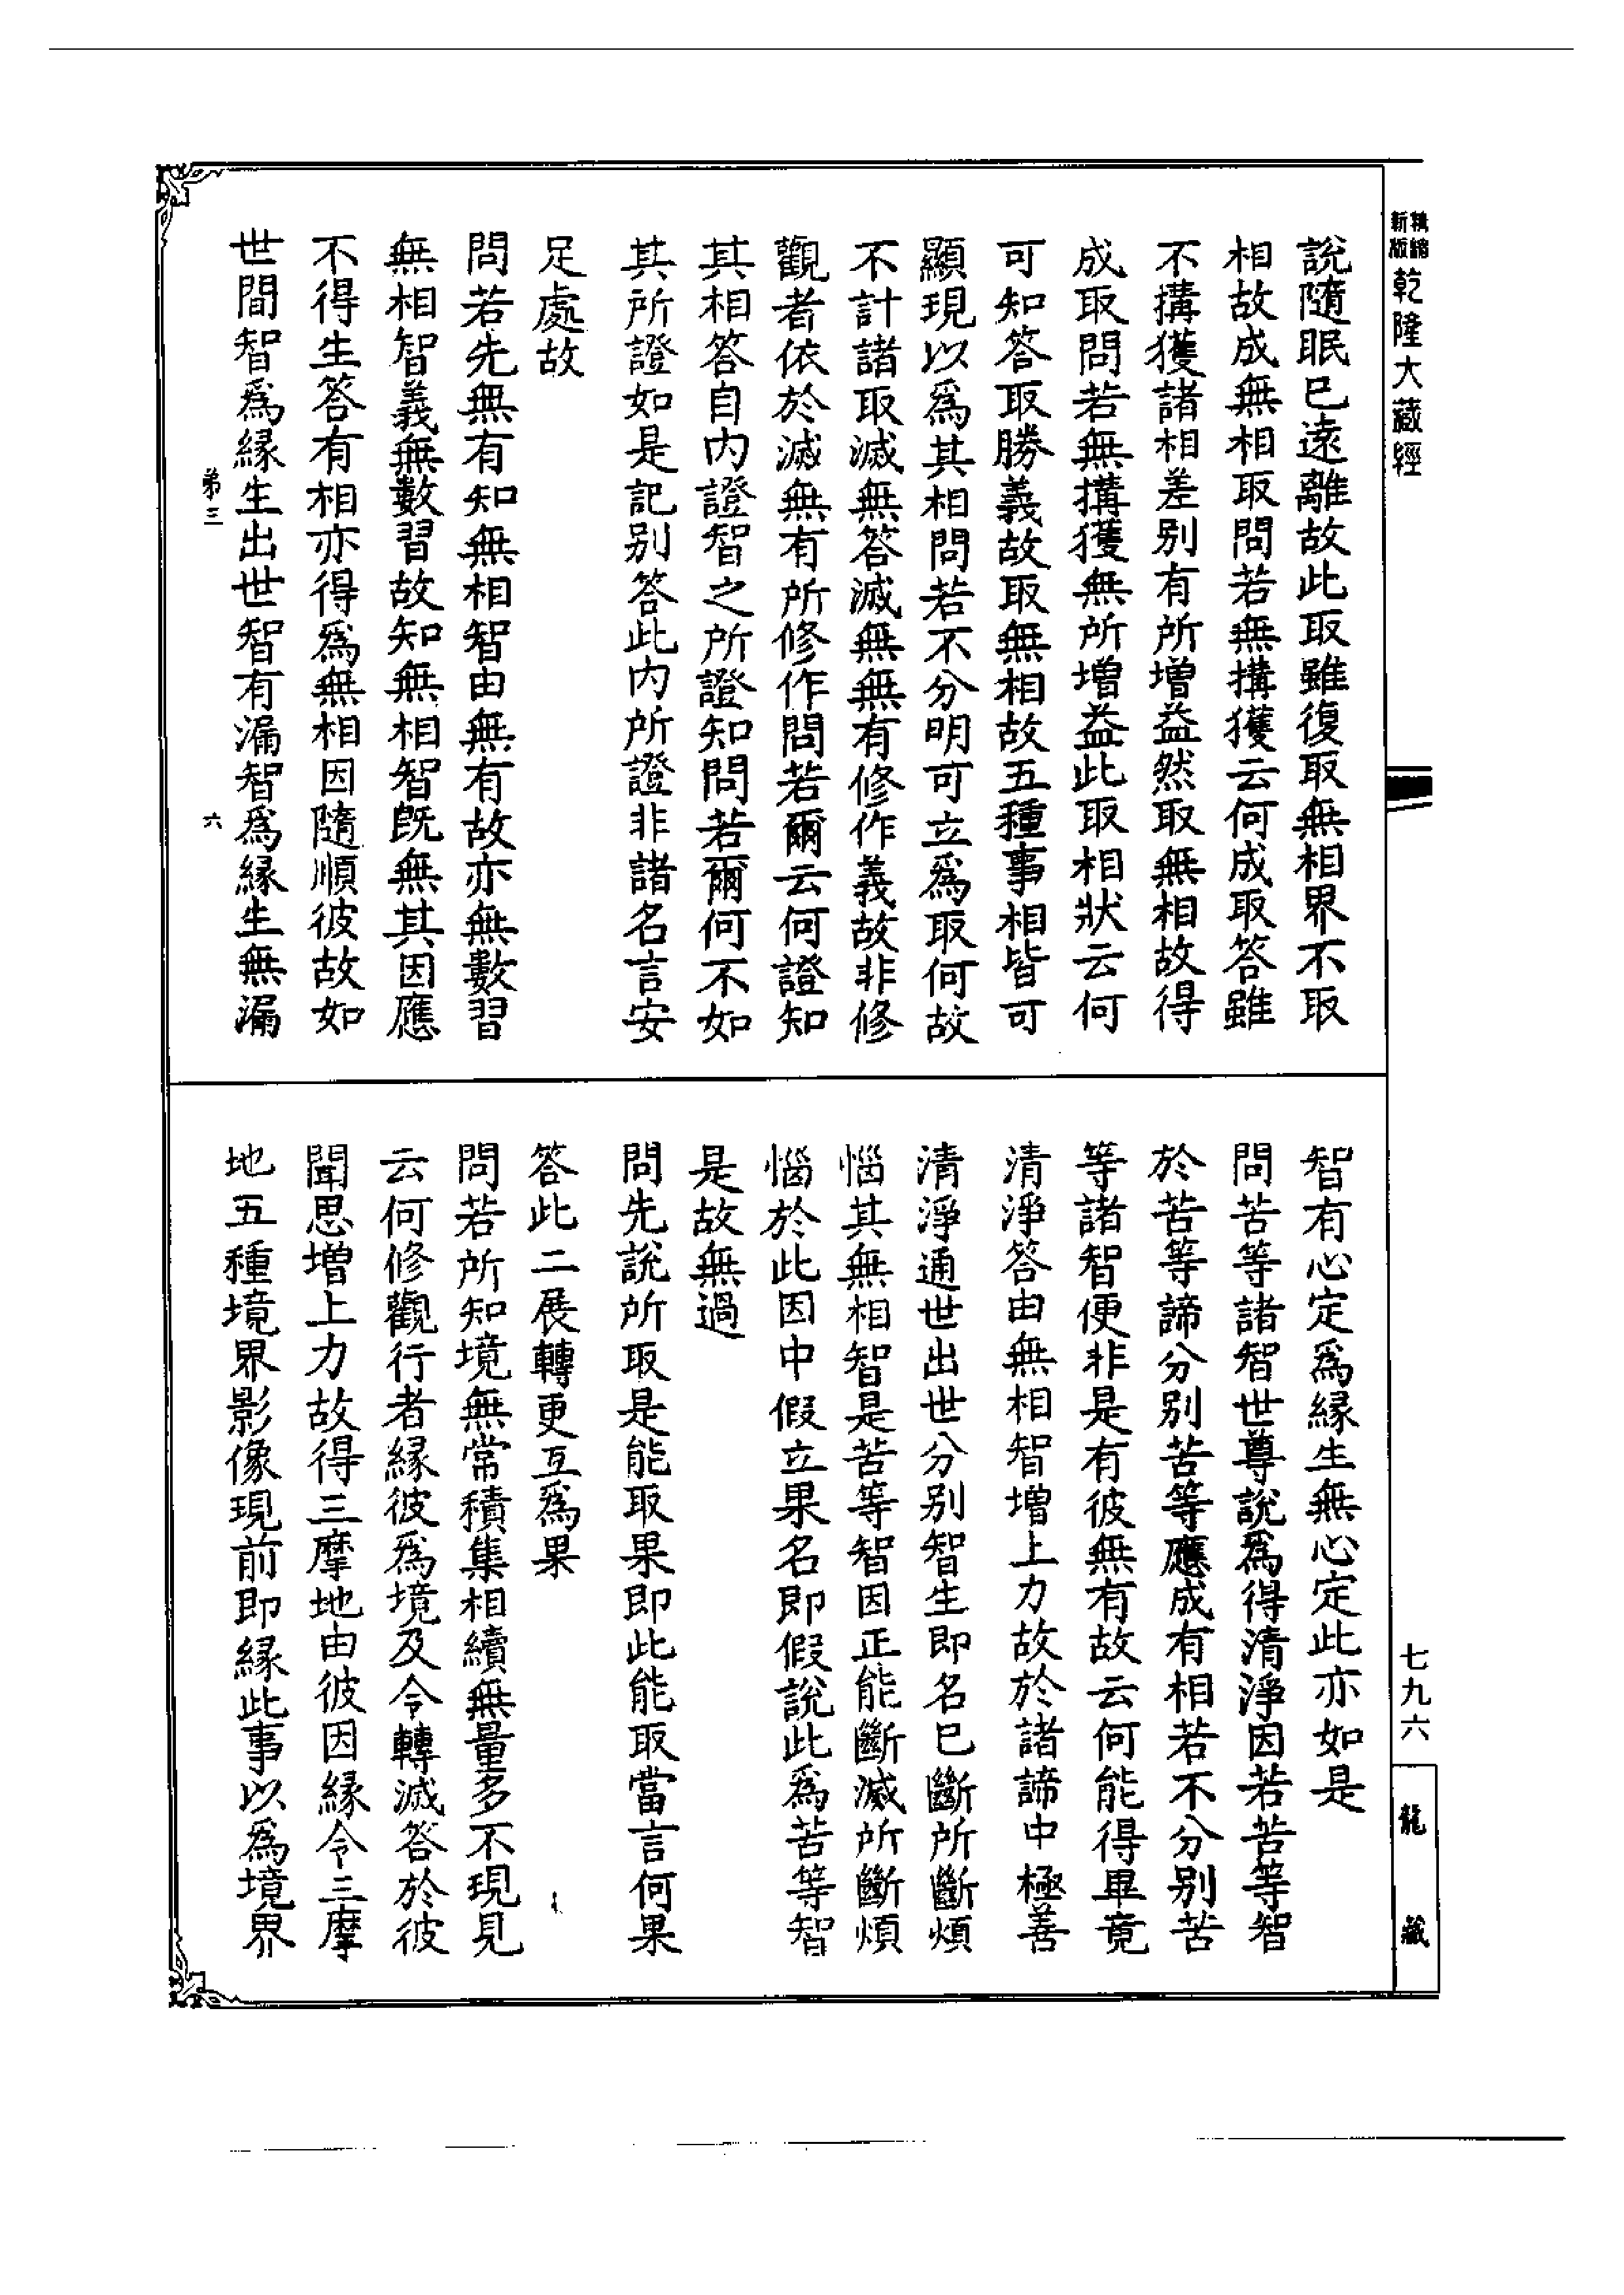 精縮
新版
乾隆大藏經
說隨眠已遠離故此取雖復取無相界不取
相故成無相取問若無搆獲云何成取答雖
不搆獲諸相差别有所增益然取無相故得
成取問若無搆獲無所增益此取相狀云何
可知答取勝義故取無相故五種事相皆可
顯現以爲其相問若不分明可立爲取何故
不計諸取滅無答滅無無有修作義故非修
觀者依於滅無有所修作問若爾云何證知
其相答自内證智之所證知問若爾何不如
其所證如是記别答此内所證非諸名言安
足處故
問若先無有知無相智由無有故亦無數習
無相智義無數習故知無相智既無其因應
不得生答有相亦得爲無相因隨順彼故如
世間智爲緣生出世智有漏智爲緣生無漏
智有心定爲緣生無心定此亦如是
問苦等諸智世尊說爲得清淨因若苦等智
於苦等諦分别苦等應成有相若不分别苦
等諸智便非是有彼無有故云何能得畢竟
清淨答由無相智增上力故於諸諦中極善
清淨通世出世分别智生即名已斷所斷煩
惱其無相智是苦等智因正能斷滅所斷煩
惱於此因中假立果名即假說此爲苦等智
是故無過
問先說所取是能取果即此能取當言何果
答此二展轉更互爲果
問若所知境無常積集相續無量多不現見
云何修觀行者緣彼爲境及令轉滅答於彼
聞思增上力故得三摩地由彼因緣令三摩
地五種境界影像現前即緣此事以爲境界
弟三
六
七九六
龍藏